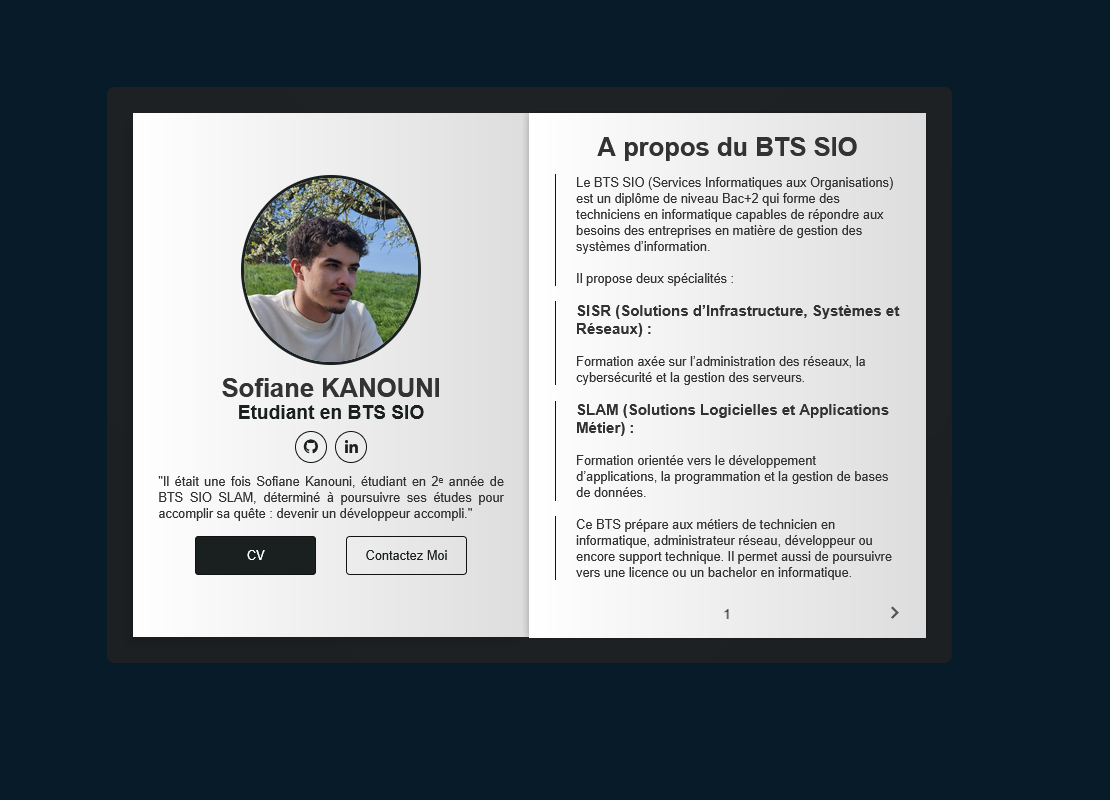 Sofiane KANOUNI
Etudiant en BTS SIO
in
"Il était une fois Sofiane Kanouni, étudiant en 2ᵉ année de
BTS SIO SLAM, déterminé à poursuivre ses études pour
accomplir sa quête : devenir un développeur accompli."
CV
Contactez Moi
A propos du BTS SIO
Le BTS SIO (Services Informatiques aux Organisations)
est un diplôme de niveau Bac+2 qui forme des
techniciens en informatique capables de répondre aux
besoins des entreprises en matière de gestion des
systèmes d’information.
Il propose deux spécialités :
SISR (Solutions d’Infrastructure, Systèmes et
Réseaux) :
Formation axée sur l’administration des réseaux, la
cybersécurité et la gestion des serveurs.
SLAM (Solutions Logicielles et Applications
Métier) :
Formation orientée vers le développement
d’applications, la programmation et la gestion de bases
de données.
Ce BTS prépare aux métiers de technicien en
informatique, administrateur réseau, développeur ou
encore support technique. Il permet aussi de poursuivre
vers une licence ou un bachelor en informatique.
1